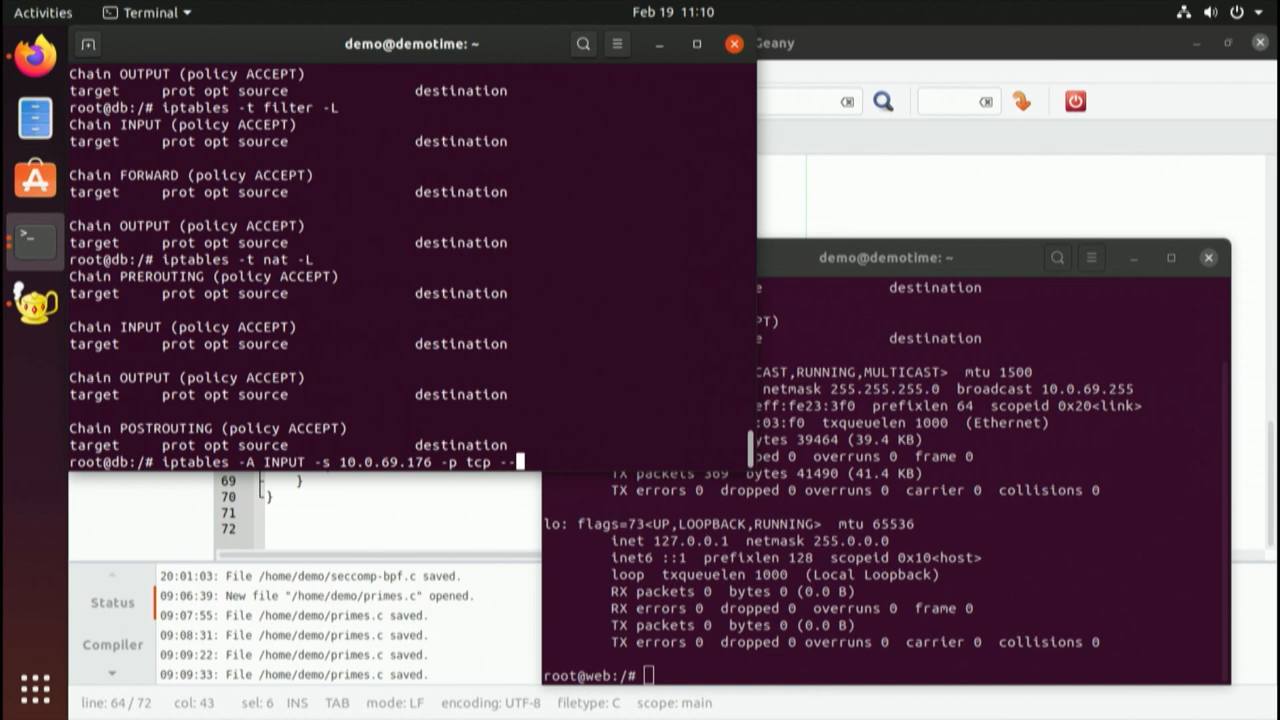 Activities
Terminal
Feb 19 11:10
demo@demotime: ~
Geany
Chain OUTPUT (policy ACCEPT)
target prot opt source destination
root@db:/# iptables -t filter -L
Chain INPUT (policy ACCEPT)
target prot opt source destination
Chain FORWARD (policy ACCEPT)
target prot opt source destination
Chain OUTPUT (policy ACCEPT)
target prot opt source destination
root@db:/# iptables -t nat -L
Chain PREROUTING (policy ACCEPT)
target prot opt source destination
Chain INPUT (policy ACCEPT)
target prot opt source destination
Chain OUTPUT (policy ACCEPT)
target prot opt source destination
Chain POSTROUTING (policy ACCEPT)
target prot opt source destination
root@db:/# iptables -A INPUT -s 10.0.69.176 -p tcp --
demo@demotime: ~
e destination
PT)
e destination
CAST,RUNNING,MULTICAST> mtu 1500
netmask 255.255.255.0 broadcast 10.0.69.255
eff:fe23:3f0 prefixlen 64 scopeid 0x20<link>
:03:f0 txqueuelen 1000 (Ethernet)
ytes 39464 (39.4 KB)
ped 0 overruns 0 frame 0
TX packets 369 bytes 41490 (41.4 KB)
TX errors 0 dropped 0 overruns 0 carrier 0 collisions 0
lo: flags=73<UP,LOOPBACK,RUNNING> mtu 65536
inet 127.0.0.1 netmask 255.0.0.0
inet6 ::1 prefixlen 128 scopeid 0x10<host>
loop txqueuelen 1000 (Local Loopback)
RX packets 0 bytes 0 (0.0 B)
RX errors 0 dropped 0 overruns 0 frame 0
TX packets 0 bytes 0 (0.0 B)
TX errors 0 dropped 0 overruns 0 carrier 0 collisions 0
root@web:/#
69 }
70 }
71
72
Status
Compiler
20:01:03: File /home/demo/seccomp-bpf.c saved.
09:06:39: New file "/home/demo/primes.c" opened.
09:07:55: File /home/demo/primes.c saved.
09:08:31: File /home/demo/primes.c saved.
09:09:22: File /home/demo/primes.c saved.
09:09:33: File /home/demo/primes.c saved.
line: 64 / 72 col: 43 sel: 6 INS TAB mode: LF encoding: UTF-8 filetype: C scope: main